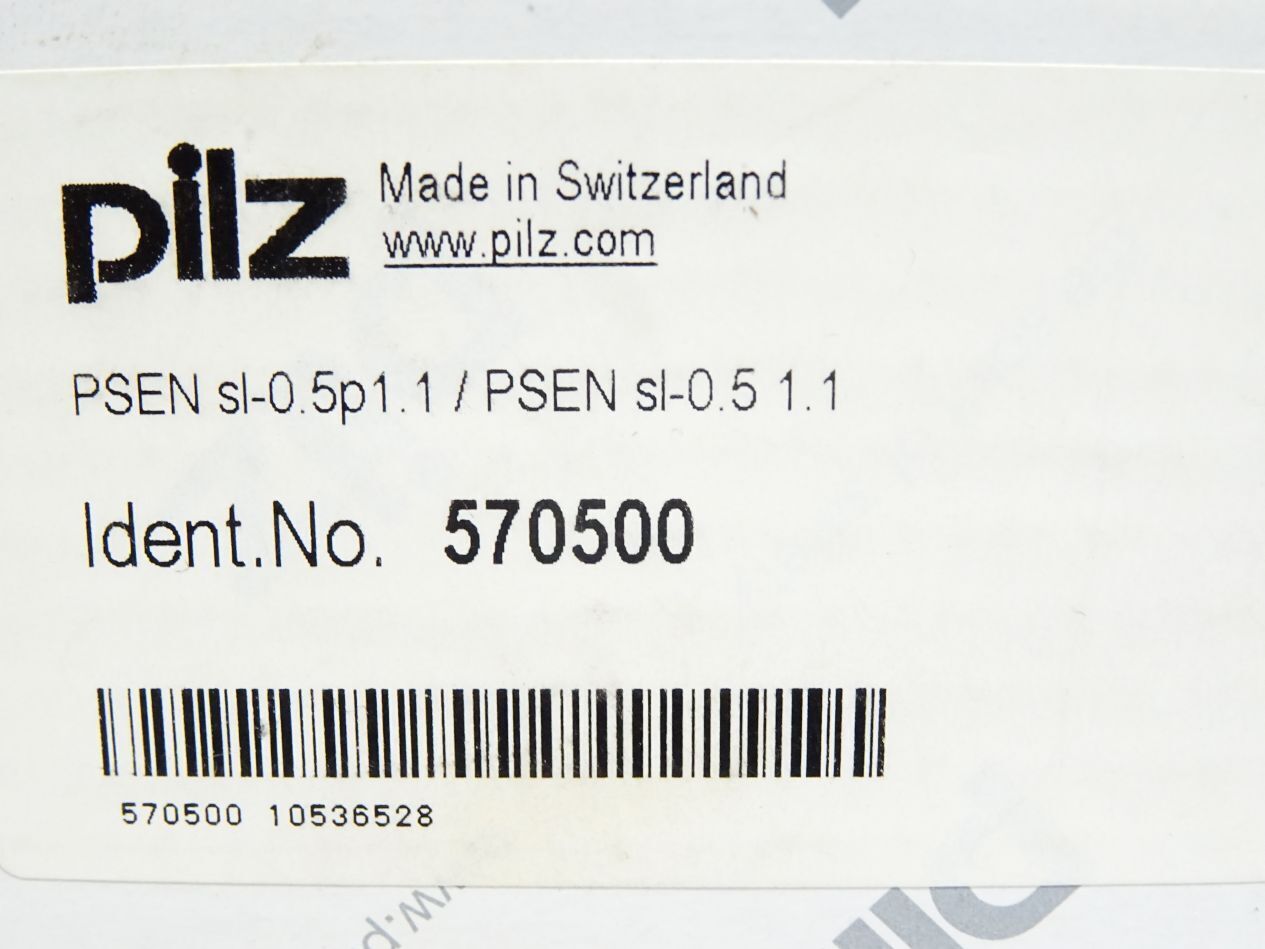 pilz
Made in Switzerland
www.pilz.com
PSEN sl-0.5p1.1 / PSEN sl-0.5 1.1
Ident.No. 570500
570500 10536528